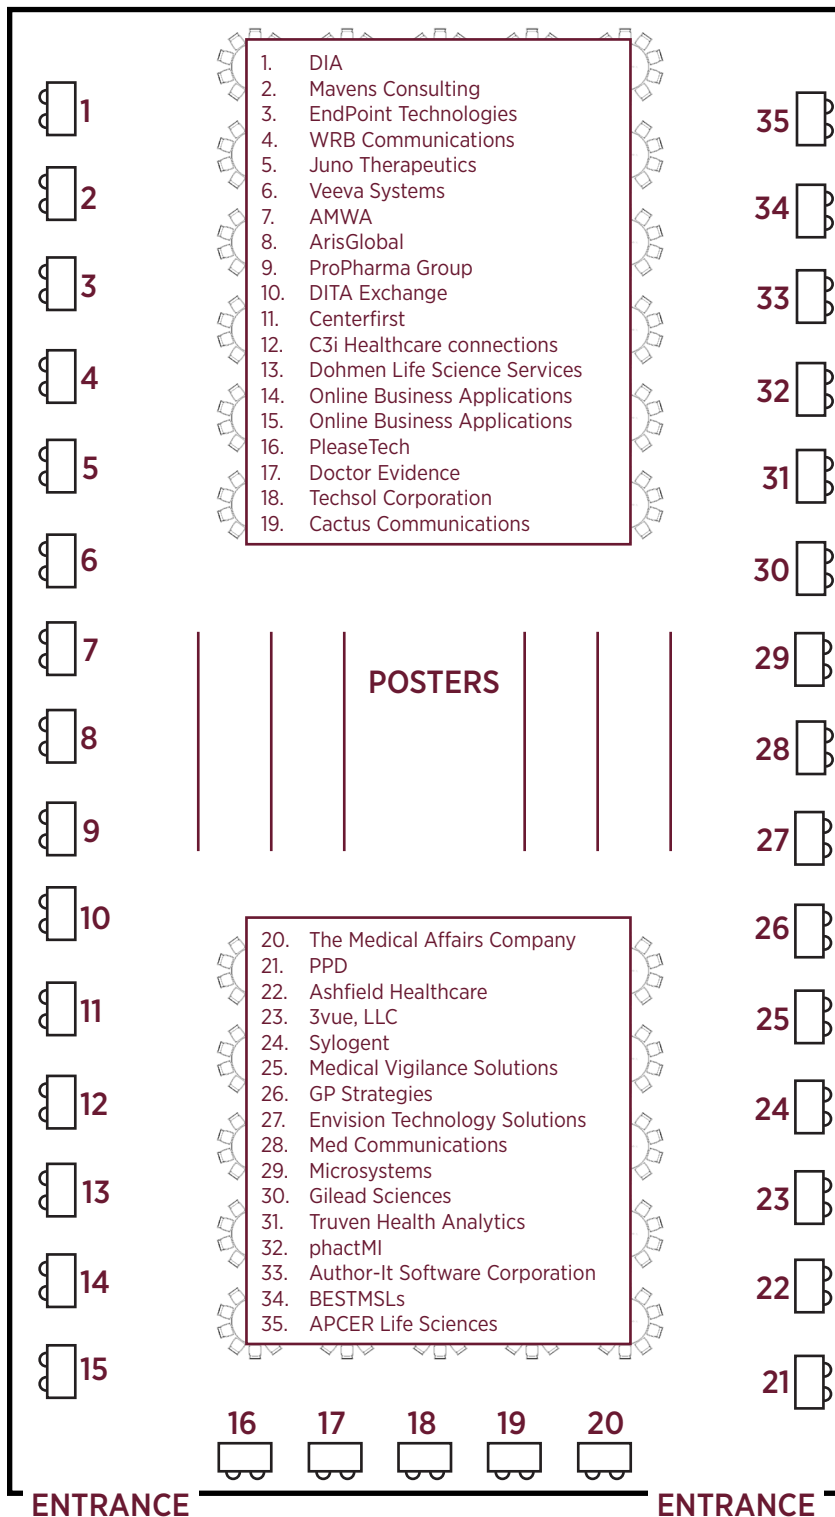 1. DIA
2. Mavens Consulting
3. EndPoint Technologies
4. WRB Communications
5. Juno Therapeutics
6. Veeva Systems
7. AMWA
8. ArisGlobal
9. ProPharma Group
10. DITA Exchange
11. Centerfirst
12. C3i Healthcare connections
13. Dohmen Life Science Services
14. Online Business Applications
15. Online Business Applications
16. PleaseTech
17. Doctor Evidence
18. Techsol Corporation
19. Cactus Communications
1
2
3
4
5
6
7
8
9
10
11
12
13
14
15
35
34
33
32
31
30
29
28
27
26
25
24
23
22
21
POSTERS
20. The Medical Affairs Company
21. PPD
22. Ashfield Healthcare
23. 3vue, LLC
24. Sylogent
25. Medical Vigilance Solutions
26. GP Strategies
27. Envision Technology Solutions
28. Med Communications
29. Microsystems
30. Gilead Sciences
31. Truven Health Analytics
32. phactMI
33. Author-It Software Corporation
34. BESTMSLs
35. APCER Life Sciences
16 17 18 19 20
ENTRANCE ENTRANCE